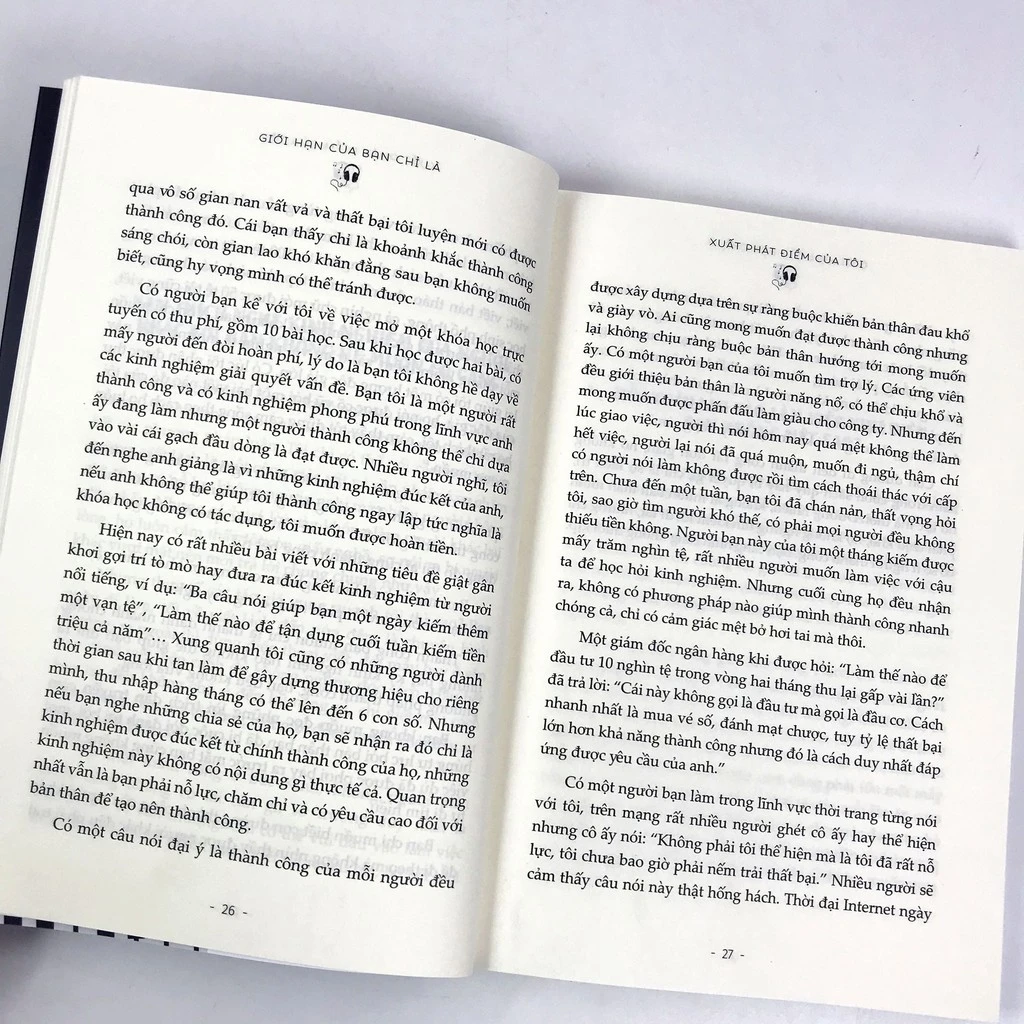 GIỚI HẠN CỦA BẠN CHỈ LÀ
qua vô số gian nan vất vả và thất bại tôi luyện mới có được
thành công đó. Cái bạn thấy chỉ là khoảnh khắc thành công
sáng chói, còn gian lao khó khăn đằng sau bạn không muốn
biết, cũng hy vọng mình có thể tránh được.
Có người bạn kể với tôi về việc mở một khóa học trực
tuyến có thu phí, gồm 10 bài học. Sau khi học được hai bài, có
mấy người đến đòi hoàn phí, lý do là bạn tôi không hề dạy về
các kinh nghiệm giải quyết vấn đề. Bạn tôi là một người rất
thành công và có kinh nghiệm phong phú trong lĩnh vực anh
ấy đang làm nhưng một người thành công không thể chỉ dựa
vào vài cái gạch đầu dòng là đạt được. Nhiều người nghĩ, tôi
đến nghe anh giảng là vì những kinh nghiệm đúc kết của anh,
nếu anh không thể giúp tôi thành công ngay lập tức nghĩa là
khóa học không có tác dụng, tôi muốn được hoàn tiền.
Hiện nay có rất nhiều bài viết với những tiêu đề giật gân
khơi gợi trí tò mò hay đưa ra đúc kết kinh nghiệm từ người
nổi tiếng, ví dụ: “Ba câu nói giúp bạn một ngày kiếm thêm
một vạn tệ”, “Làm thế nào để tận dụng cuối tuần kiếm tiền
triệu cả năm”... Xung quanh tôi cũng có những người dành
thời gian sau khi tan làm để gây dựng thương hiệu cho riêng
mình, thu nhập hàng tháng có thể lên đến 6 con số. Nhưng
nếu bạn nghe những chia sẻ của họ, bạn sẽ nhận ra đó chỉ là
kinh nghiệm được đúc kết từ chính thành công của họ, những
kinh nghiệm này không có nội dung gì thực tế cả. Quan trọng
nhất vẫn là bạn phải nỗ lực, chăm chỉ và có yêu cầu cao đối với
bản thân để tạo nên thành công.
Có một câu nói đại ý là thành công của mỗi người đều
- 26 -
XUẤT PHÁT ĐIỂM CỦA TÔI
được xây dựng dựa trên sự ràng buộc khiến bản thân đau khổ
và giày vò. Ai cũng mong muốn đạt được thành công nhưng
lại không chịu ràng buộc bản thân hướng tới mong muốn
ấy. Có một người bạn của tôi muốn tìm trợ lý. Các ứng viên
đều giới thiệu bản thân là người năng nổ, có thể chịu khổ và
mong muốn được phấn đấu làm giàu cho công ty. Nhưng đến
lúc giao việc, người thì nói hôm nay quá mệt không thể làm
hết việc, người lại nói đã quá muộn, muốn đi ngủ, thậm chí
có người nói làm không được rồi tìm cách thoái thác với cấp
trên. Chưa đến một tuần, bạn tôi đã chán nản, thất vọng hỏi
tôi, sao giờ tìm người khó thế, có phải mọi người đều không
thiếu tiền không. Người bạn này của tôi một tháng kiếm được
mấy trăm nghìn tệ, rất nhiều người muốn làm việc với cậu
ta để học hỏi kinh nghiệm. Nhưng cuối cùng họ đều nhận
ra, không có phương pháp nào giúp mình thành công nhanh
chóng cả, chỉ có cảm giác mệt bở hơi tai mà thôi.
Một giám đốc ngân hàng khi được hỏi: “Làm thế nào để
đầu tư 10 nghìn tệ trong vòng hai tháng thu lại gấp vài lần?”
đã trả lời: “Cái này không gọi là đầu tư mà gọi là đầu cơ. Cách
nhanh nhất là mua vé số, đánh mạt chược, tuy tỷ lệ thất bại
lớn hơn khả năng thành công nhưng đó là cách duy nhất đáp
ứng được yêu cầu của anh.”
Có một người bạn làm trong lĩnh vực thời trang từng nói
với tôi, trên mạng rất nhiều người ghét cô ấy hay thể hiện
nhưng cô ấy nói: “Không phải tôi thể hiện mà là tôi đã rất nỗ
lực, tôi chưa bao giờ phải nếm trải thất bại.” Nhiều người sẽ
cảm thấy câu nói này thật hống hách. Thời đại Internet ngày
- 27 -